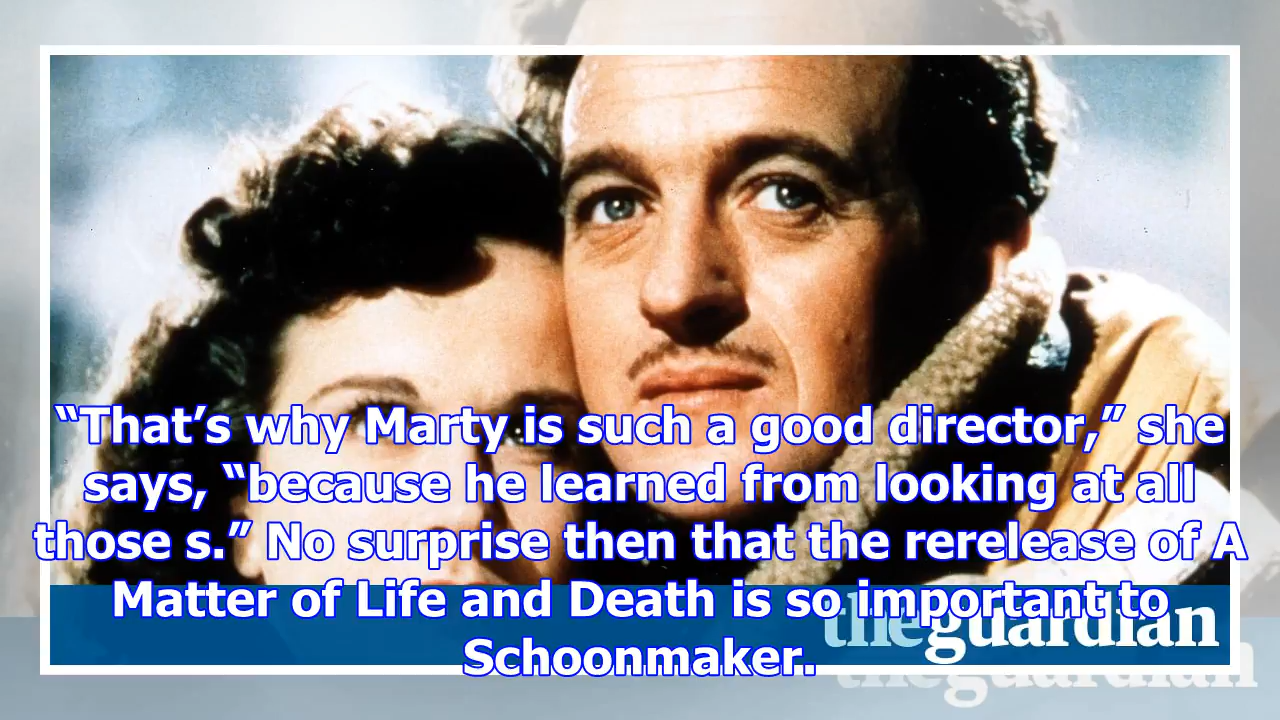 “That’s why Marty is such a good director,” she
says, “because he learned from looking at all
those s.” No surprise then that the rerelease of A
Matter of Life and Death is so important to
Schoonmaker.
theguardian
theguardian